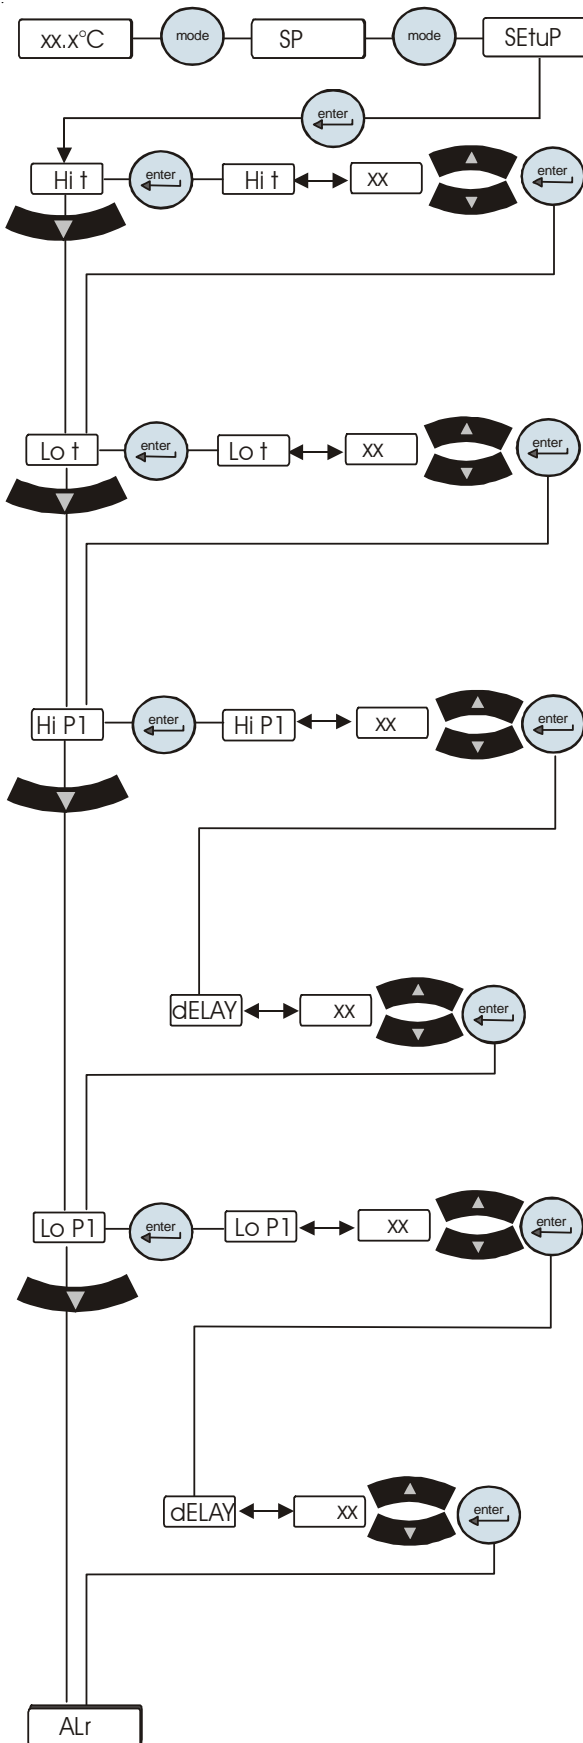 xx.x°C mode SP mode SEtuP
enter
Hi t enter Hi t xx enter
Lo t enter Lo t xx enter
Hi P1 enter Hi P1 xx enter
dELAY xx enter
Lo P1 enter Lo P1 xx enter
dELAY xx enter
ALr